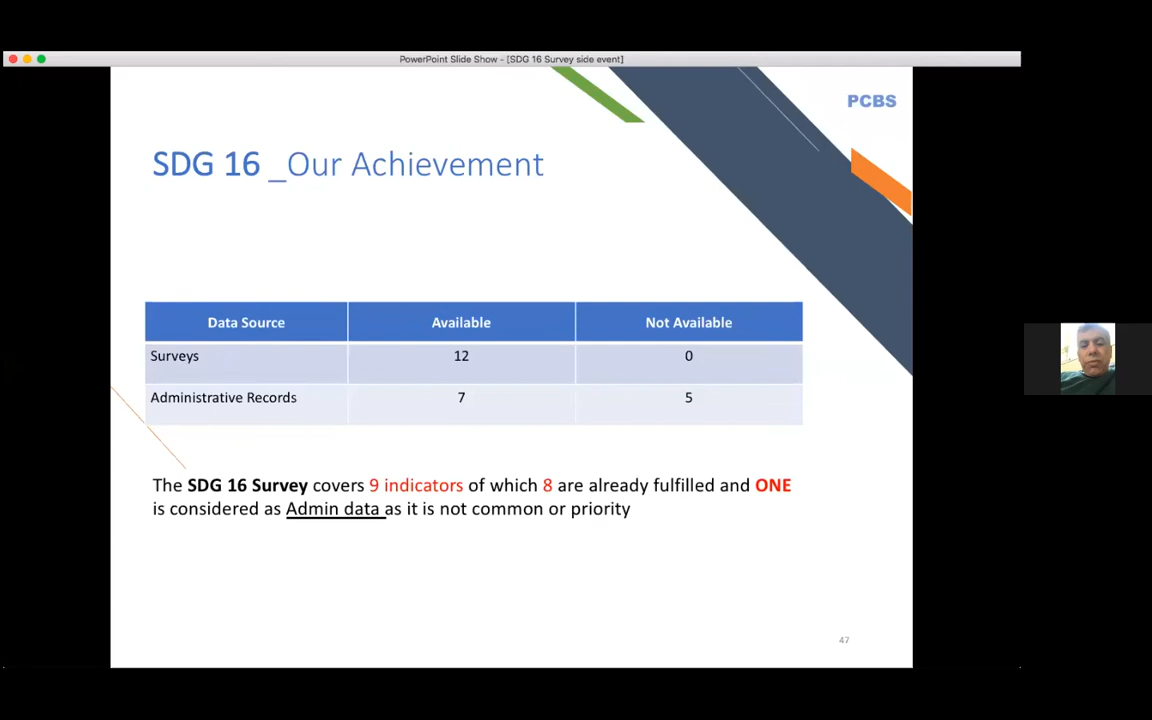 PowerPoint Slide Show - [SDG 16 Survey side event]
PCBS
SDG 16 _Our Achievement
Data Source Available Not Available
Surveys 12 0
Administrative Records 7 5
The SDG 16 Survey covers 9 indicators of which 8 are already fulfilled and ONE
is considered as Admin data as it is not common or priority
47